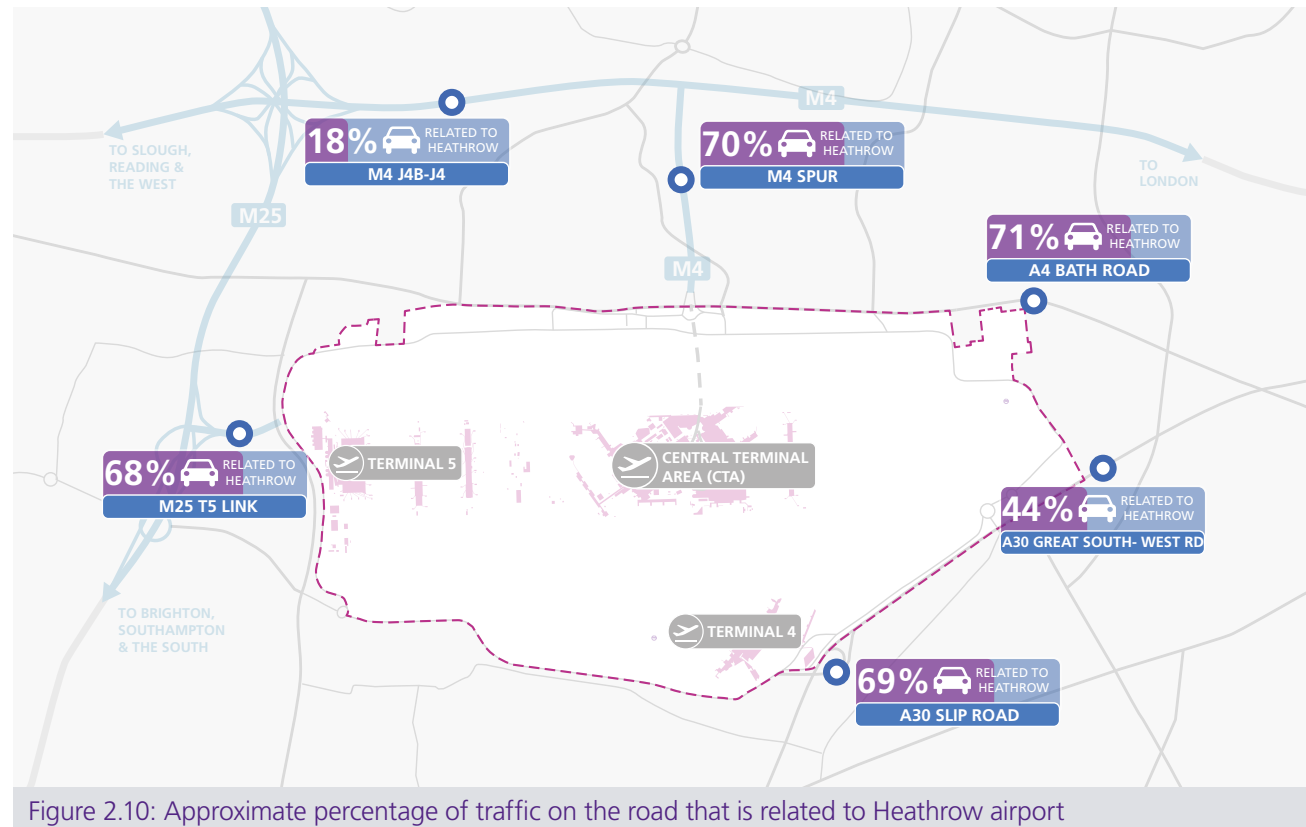 M4
18% RELATED TO
HEATHROW
M4 J4B-J4
70% RELATED TO
HEATHROW
M4 SPUR
TO SLOUGH,
READING &
THE WEST
TO
LONDON
M25
71% RELATED TO
HEATHROW
A4 BATH ROAD
M4
68% RELATED TO
HEATHROW
M25 T5 LINK
TERMINAL 5
CENTRAL TERMINAL
AREA (CTA)
44% RELATED TO
HEATHROW
A30 GREAT SOUTH- WEST RD
TO BRIGHTON,
SOUTHAMPTON
& THE SOUTH
TERMINAL 4
69% RELATED TO
HEATHROW
A30 SLIP ROAD
Figure 2.10: Approximate percentage of traffic on the road that is related to Heathrow airport